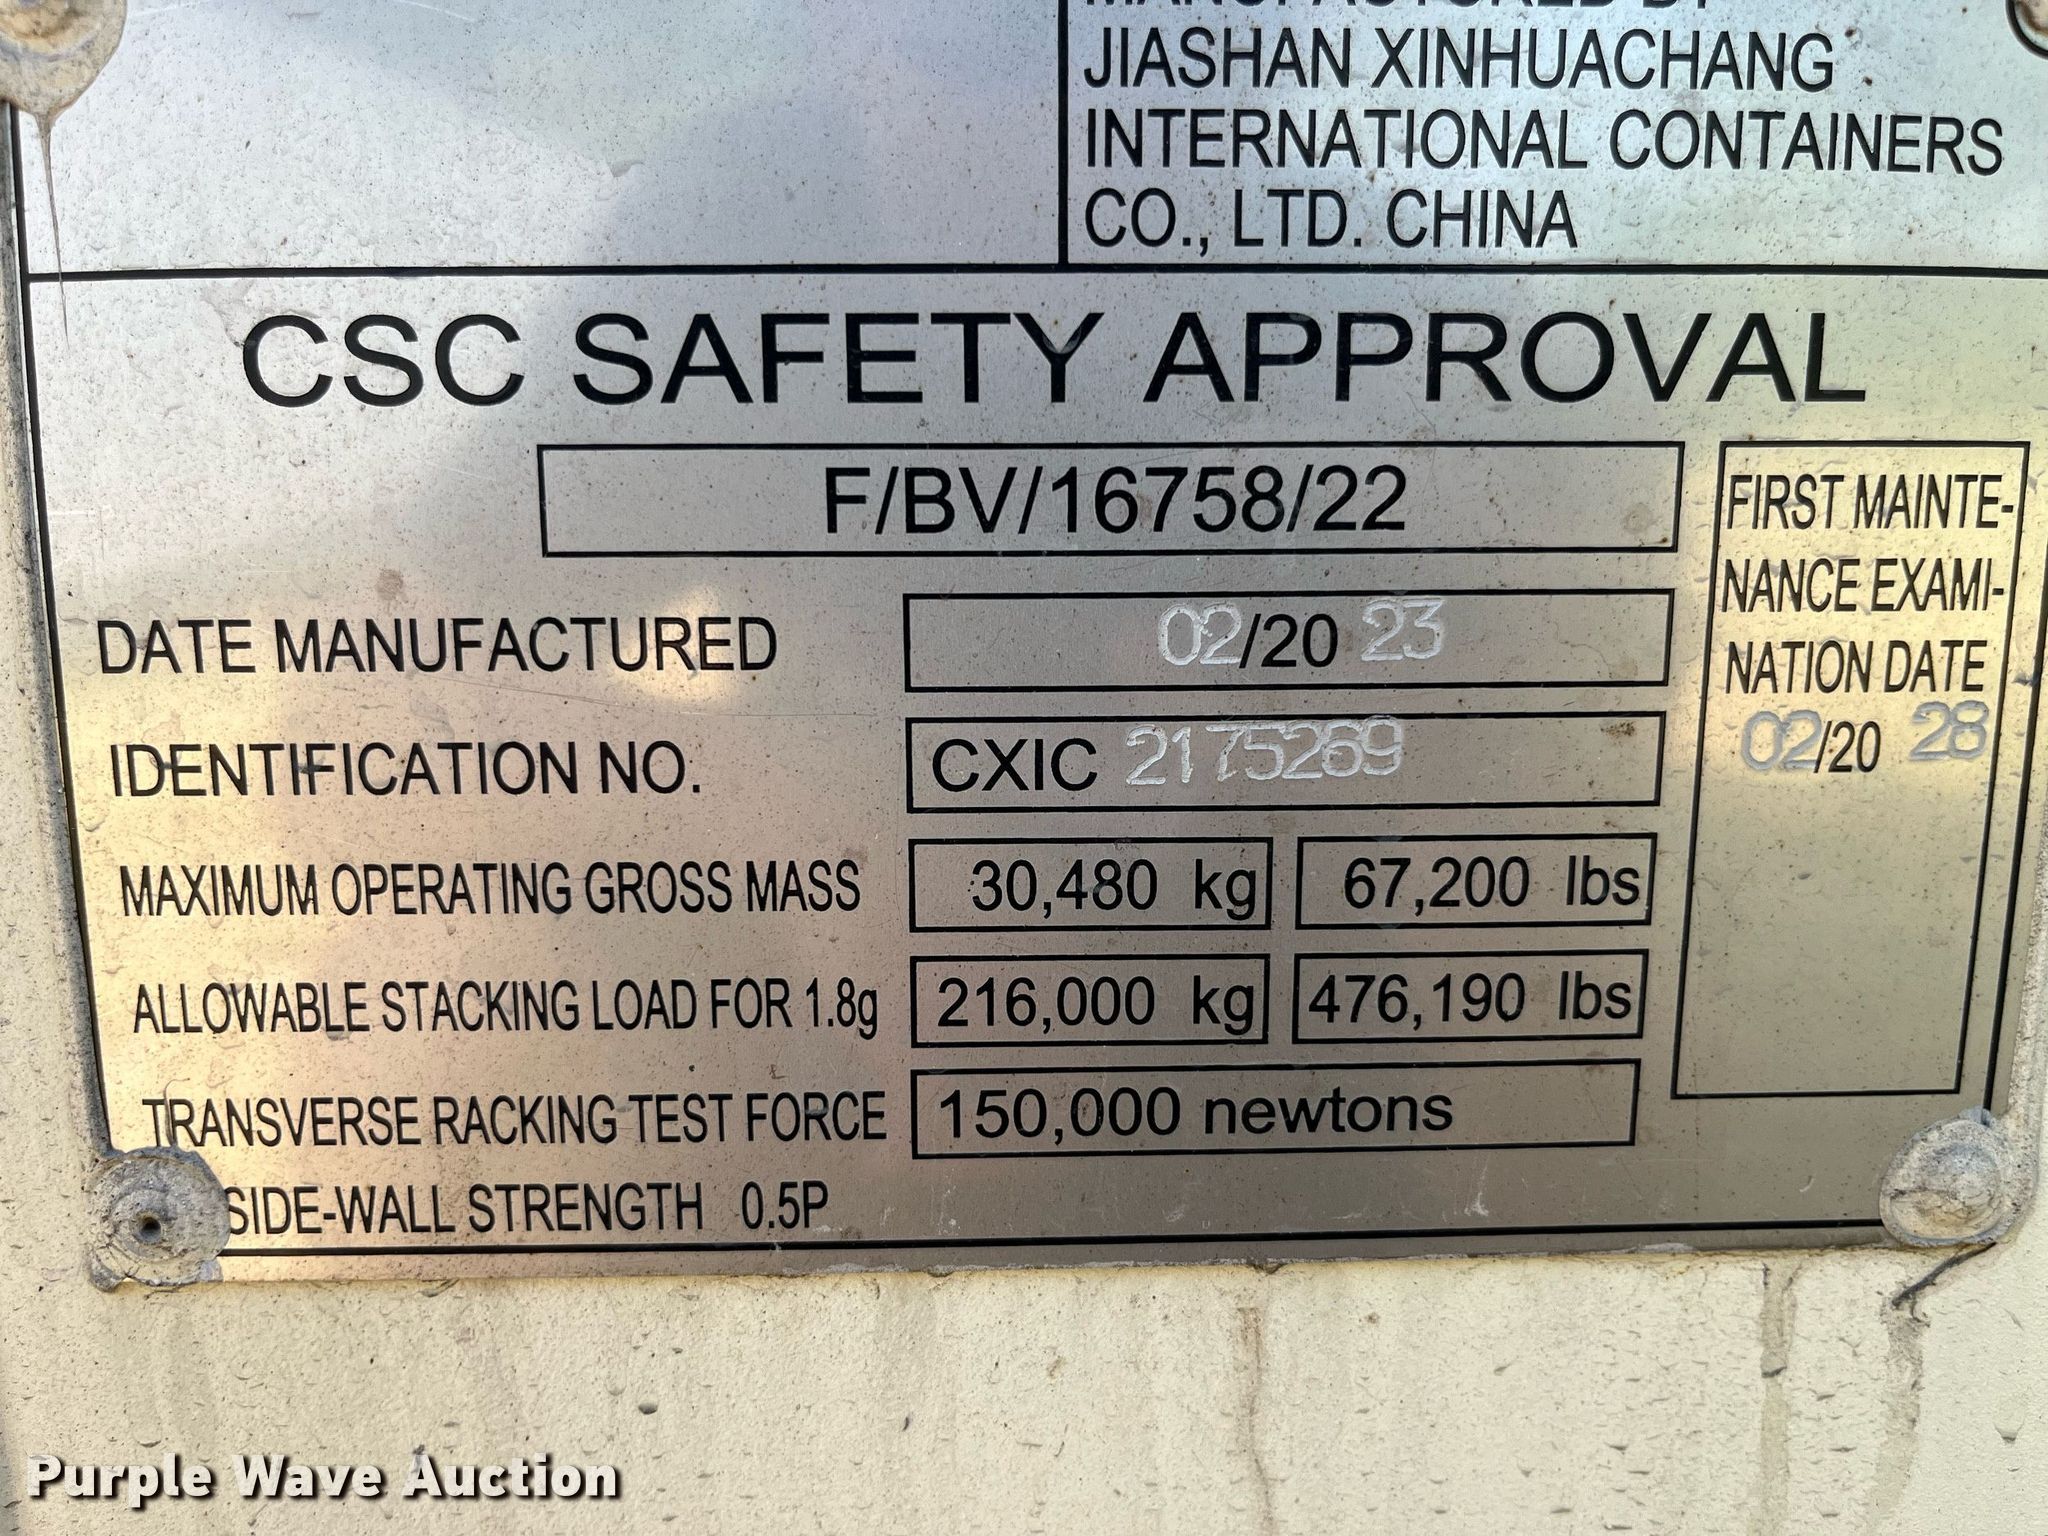 MANUFACTURED BY
JIASHAN XINHUACHANG
INTERNATIONAL CONTAINERS
CO., LTD. CHINA
CSC SAFETY APPROVAL
F/BV/16758/22
DATE MANUFACTURED 02/20 23
IDENTIFICATION NO. CXIC 2175269
MAXIMUM OPERATING GROSS MASS 30,480 kg 67,200 lbs
ALLOWABLE STACKING LOAD FOR 1.8g 216,000 kg 476,190 lbs
TRANSVERSE RACKING TEST FORCE 150,000 newtons
SIDE-WALL STRENGTH 0.5P
FIRST MAINTE-
NANCE EXAMI-
NATION DATE
02/20 28
Purple Wave Auction